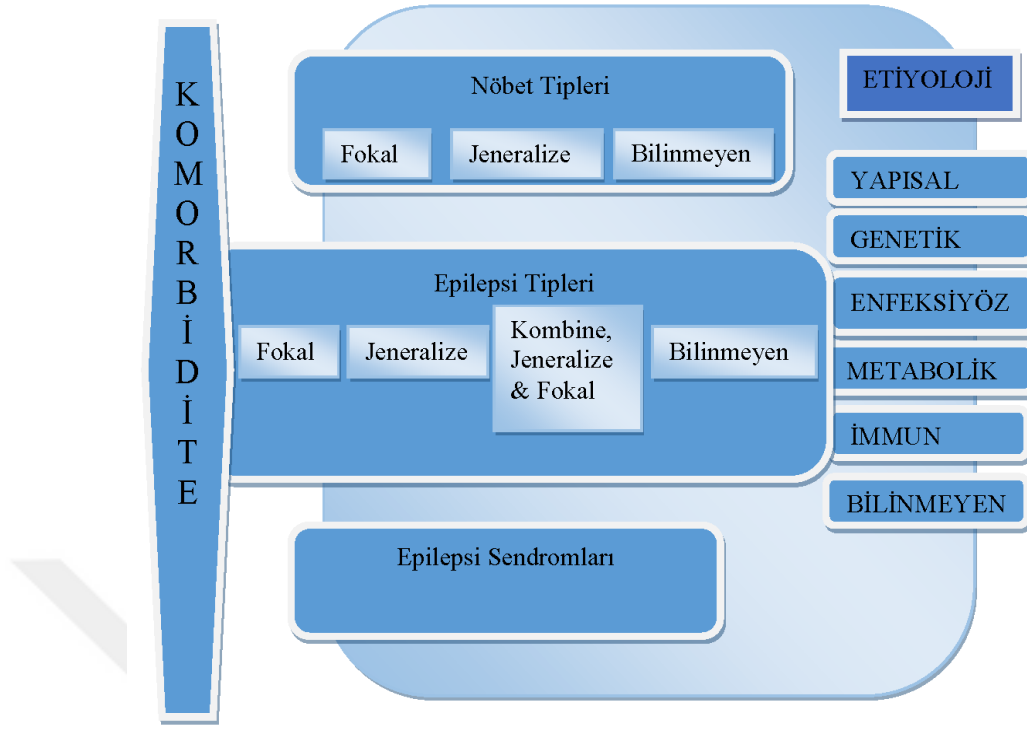 KOMORBİDİTE
Nöbet Tipleri
Fokal
Jeneralize
Bilinmeyen
Epilepsi Tipleri
Fokal
Jeneralize
Kombine,
Jeneralize
& Fokal
Bilinmeyen
Epilepsi Sendromları
ETİYOLOJİ
YAPISAL
GENETİK
ENFEKSİYÖZ
METABOLİK
İMMUN
BİLİNMEYEN